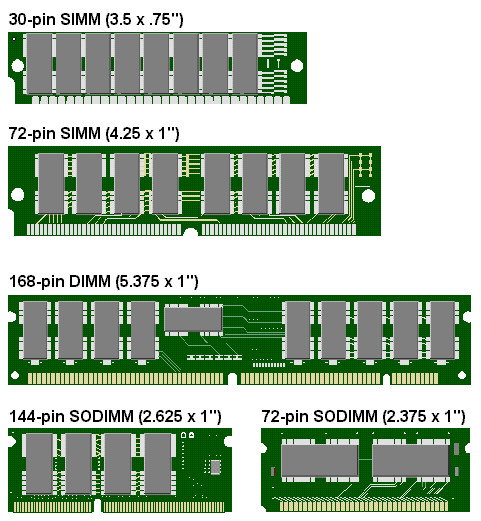 30-pin SIMM (3.5 x .75")
72-pin SIMM (4.25 x 1")
168-pin DIMM (5.375 x 1")
144-pin SODIMM (2.625 x 1")
72-pin SODIMM (2.375 x 1")